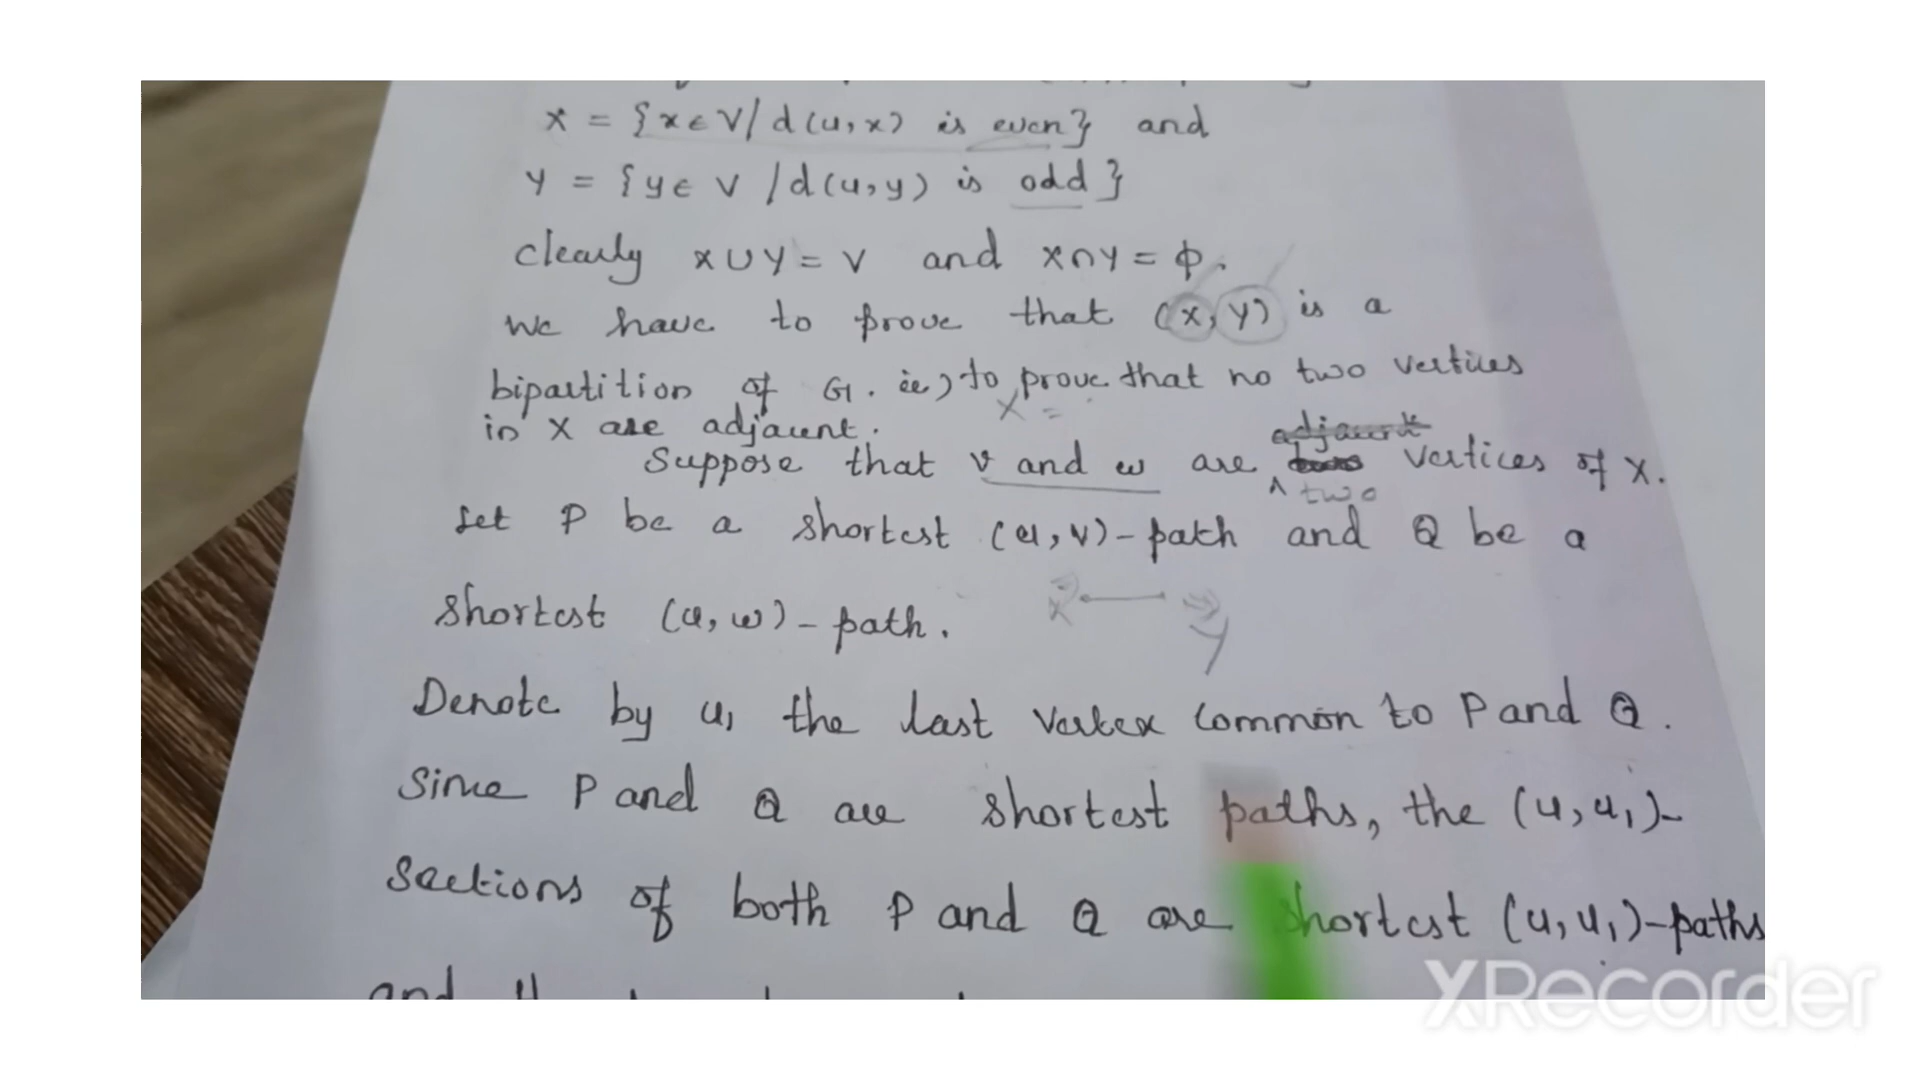 X = {x∈V/ d(u,x) is even} and
Y = {y∈ V /d(u,y) is odd}
clearly X∪Y = V and X∩Y = ϕ.
We have to prove that (X, Y) is a
bipartition of G. ie) to prove that no two vertices
X =
in X are adjacent.
adjacent
Suppose that v and w are vertices of X.
^ two
Let P be a shortest (u,v)-path and Q be a
shortest (u,w)-path.
x
y
Denote by u₁ the last vertex common to P and Q.
Since P and Q are shortest paths, the (u,u₁)-
sections of both P and Q are shortest (u,u₁)-paths
and
XRecorder